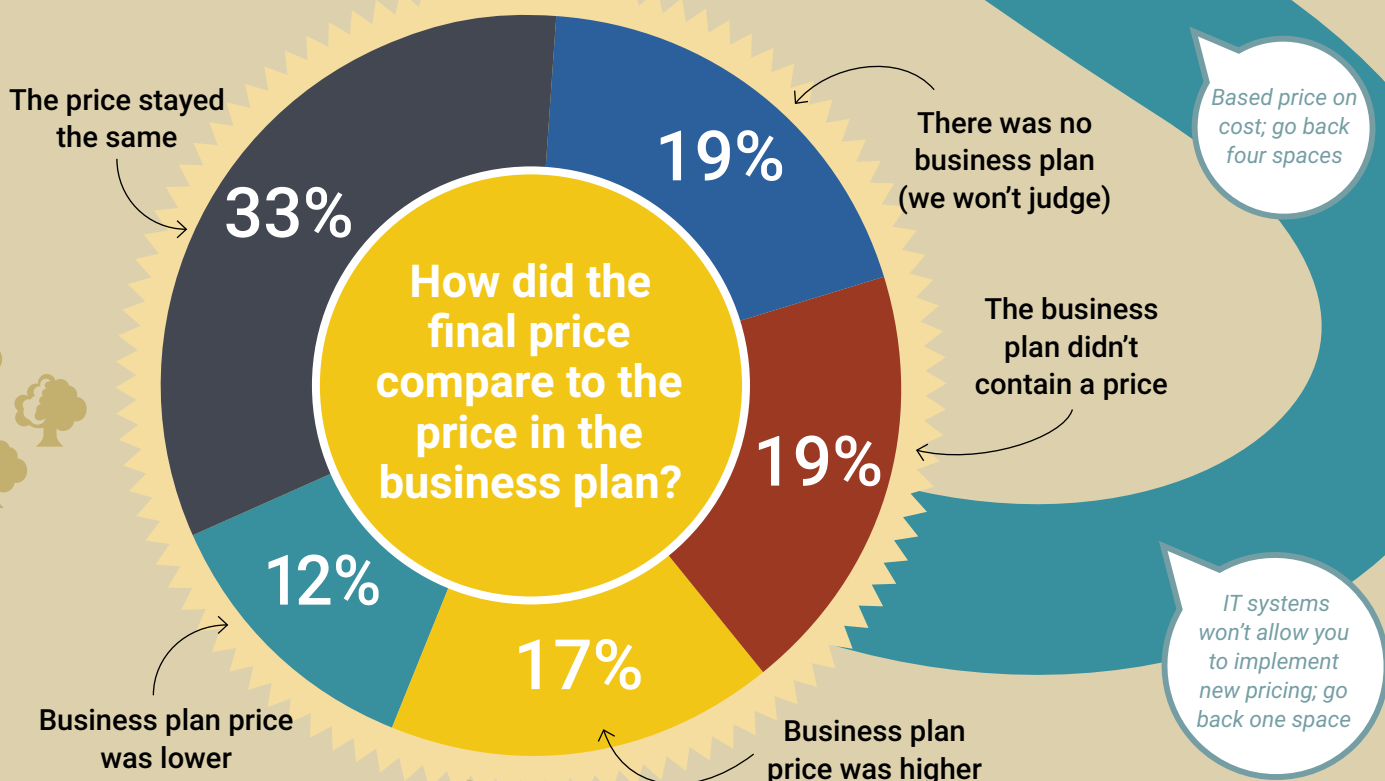 The price stayed
the same
33%
19%
There was no
business plan
(we won't judge)
Based price on
cost; go back
four spaces
How did the
final price
compare to the
price in the
business plan?
The business
plan didn't
contain a price
19%
12%
17%
Business plan price
was lower
Business plan
price was higher
IT systems
won't allow you
to implement
new pricing; go
back one space